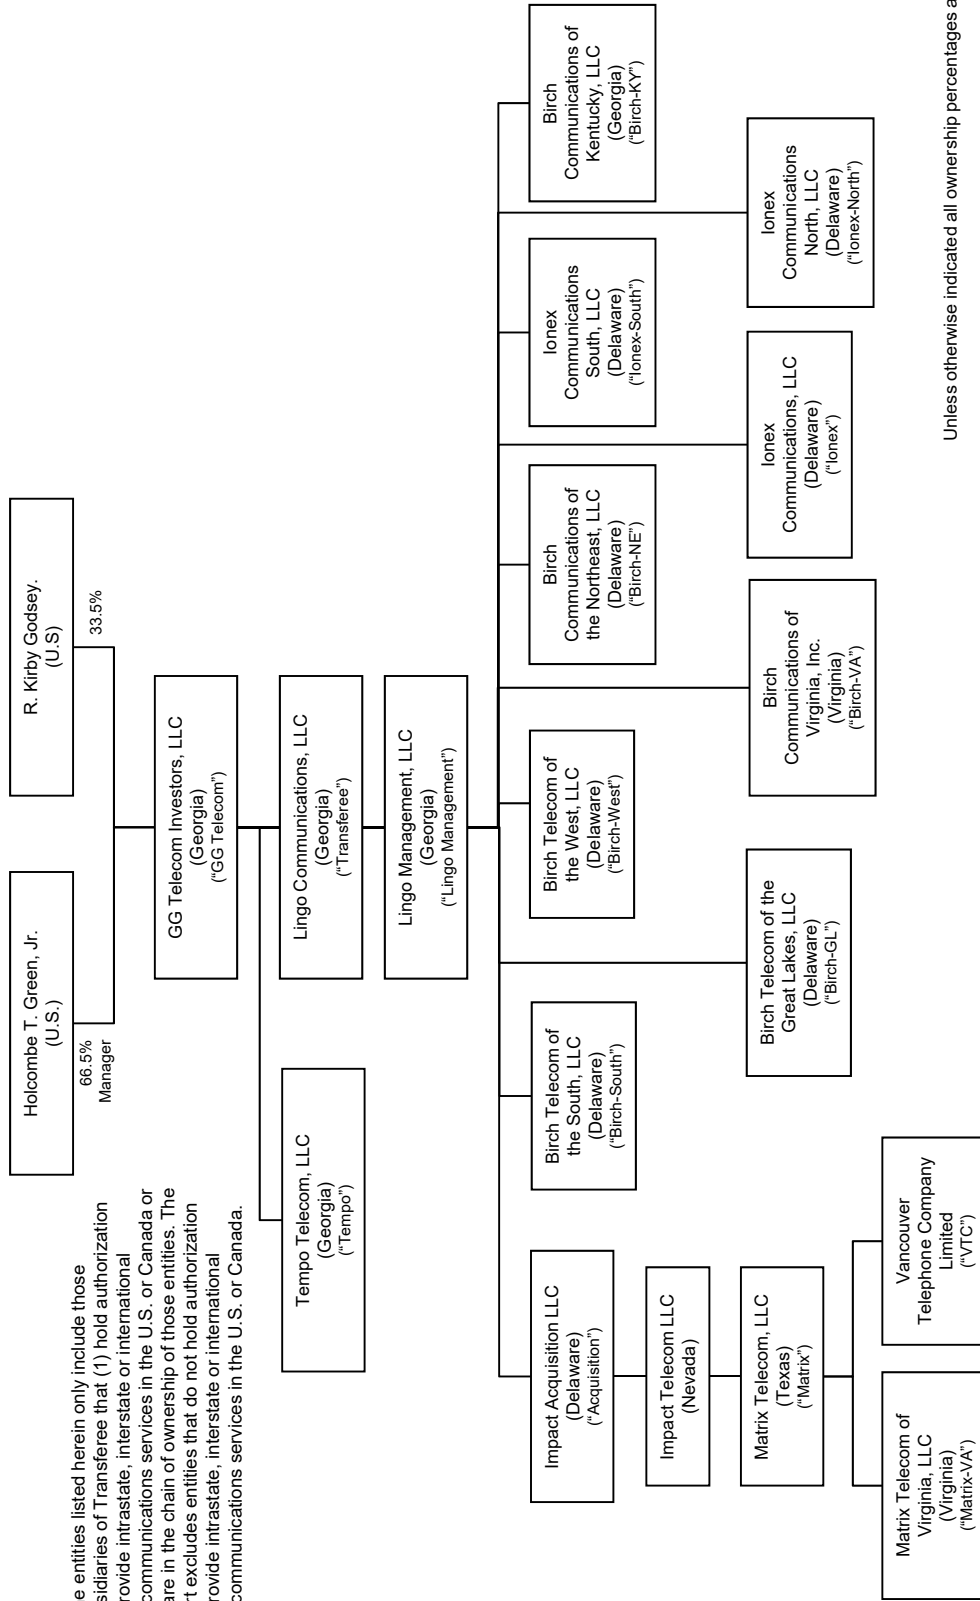 e entities listed herein only include those
sidiaries of Transferee that (1) hold authorization
rovide intrastate, interstate or international
communications services in the U.S. or Canada or
are in the chain of ownership of those entities. The
rt excludes entities that do not hold authorization
rovide intrastate, interstate or international
communications services in the U.S. or Canada.
Holcombe T. Green, Jr.
(U.S.)
66.5%
Manager
R. Kirby Godsey.
(U.S)
33.5%
GG Telecom Investors, LLC
(Georgia)
("GG Telecom")
Tempo Telecom, LLC
(Georgia)
("Tempo")
Lingo Communications, LLC
(Georgia)
("Transferee")
Lingo Management, LLC
(Georgia)
("Lingo Management")
Impact Acquisition LLC
(Delaware)
("Acquisition")
Birch Telecom of
the South, LLC
(Delaware)
("Birch-South")
Birch Telecom of
the West, LLC
(Delaware)
("Birch-West")
Birch
Communications of
the Northeast, LLC
(Delaware)
("Birch-NE")
Ionex
Communications
South, LLC
(Delaware)
("Ionex-South")
Birch
Communications of
Kentucky, LLC
(Georgia)
("Birch-KY")
Impact Telecom LLC
(Nevada)
Matrix Telecom, LLC
(Texas)
("Matrix")
Birch Telecom of the
Great Lakes, LLC
(Delaware)
("Birch-GL")
Birch
Communications of
Virginia, Inc.
(Virginia)
("Birch-VA")
Ionex
Communications, LLC
(Delaware)
("Ionex")
Ionex
Communications
North, LLC
(Delaware)
("Ionex-North")
Matrix Telecom of
Virginia, LLC
(Virginia)
("Matrix-VA")
Vancouver
Telephone Company
Limited
("VTC")
Unless otherwise indicated all ownership percentages a